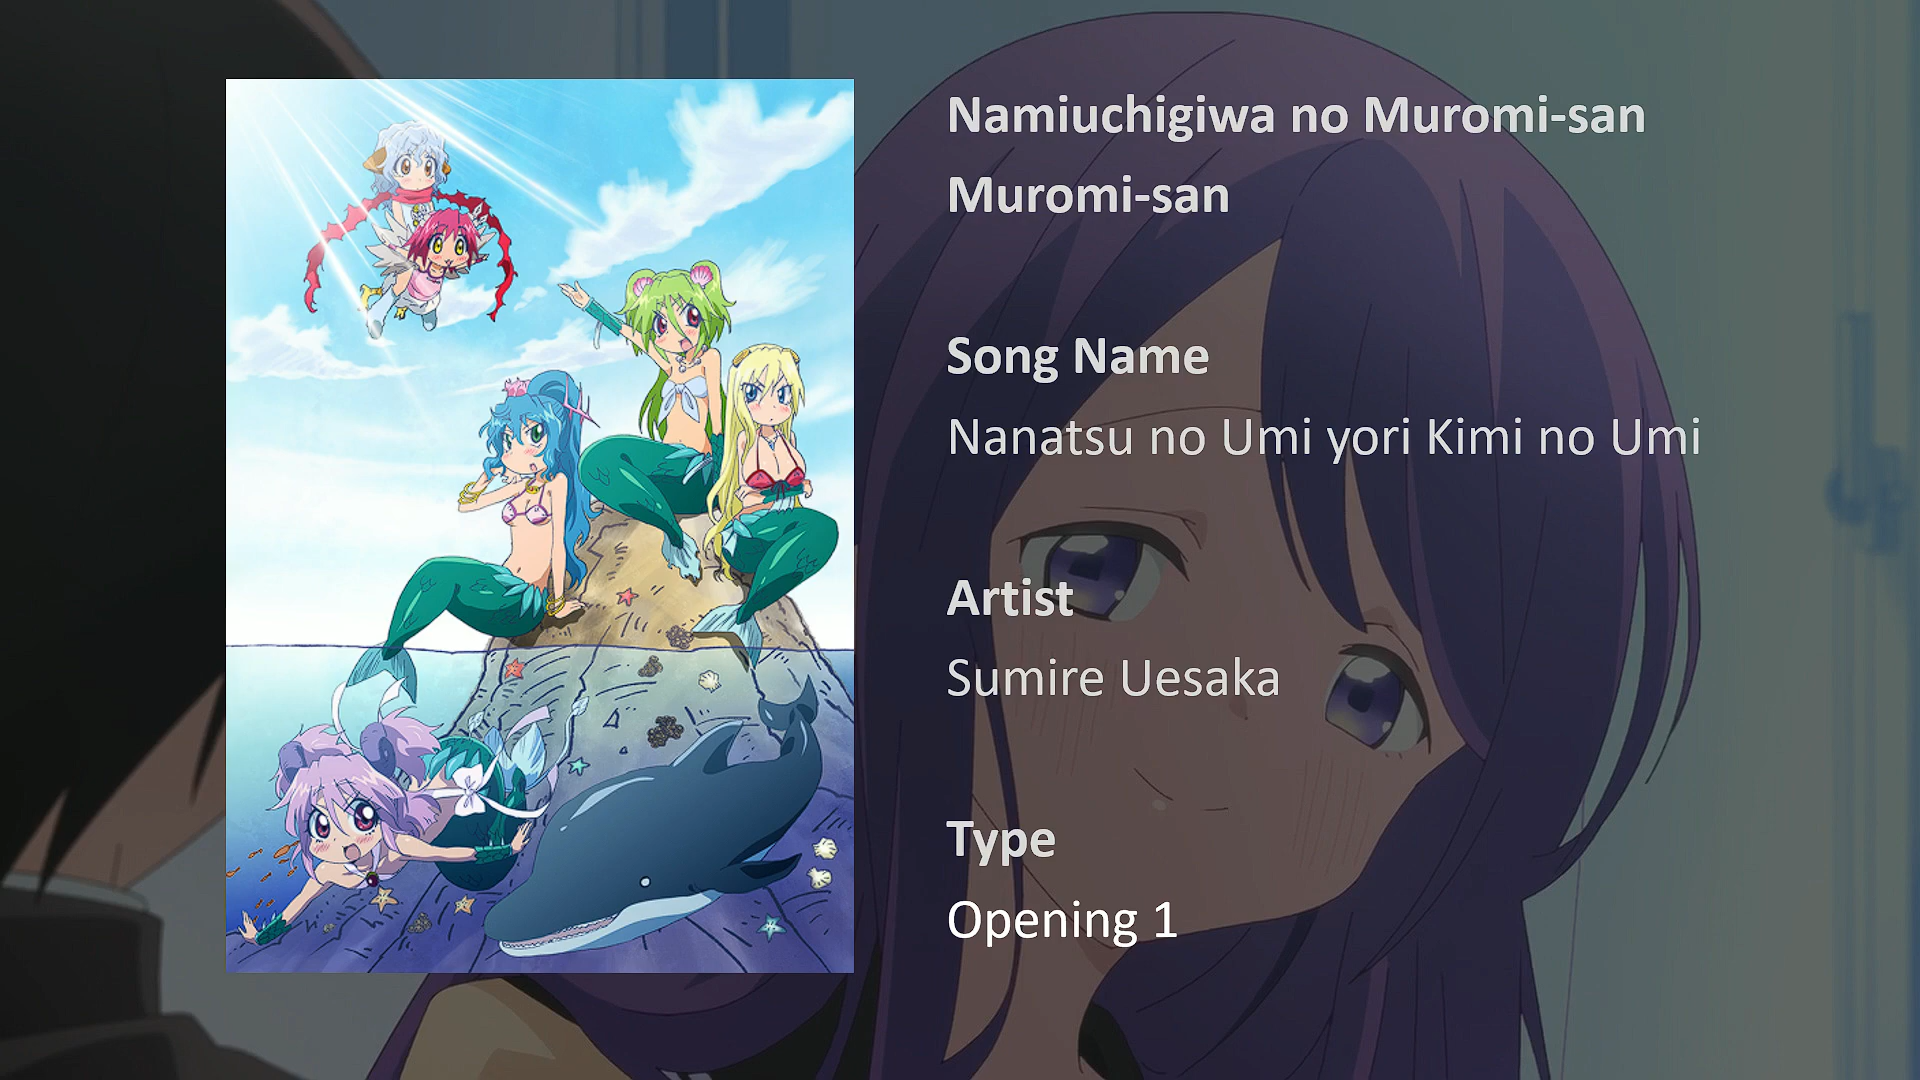 Namiuchigiwa no Muromi-san
Muromi-san
Song Name
Nanatsu no Umi yori Kimi no Umi
Artist
Sumire Uesaka
Type
Opening 1